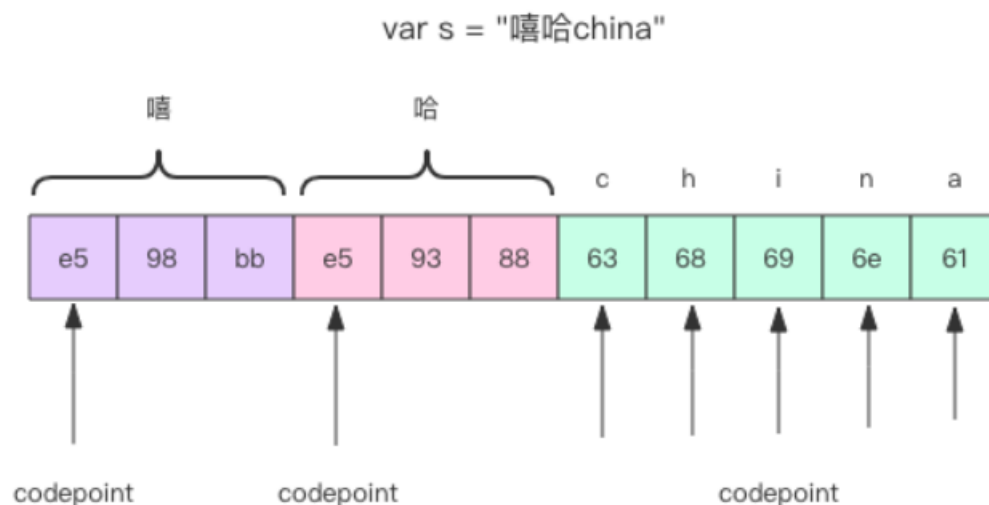 var s = "嘻哈china"
嘻 哈
c h i n a
e5 98 bb e5 93 88 63 68 69 6e 61
codepoint codepoint codepoint